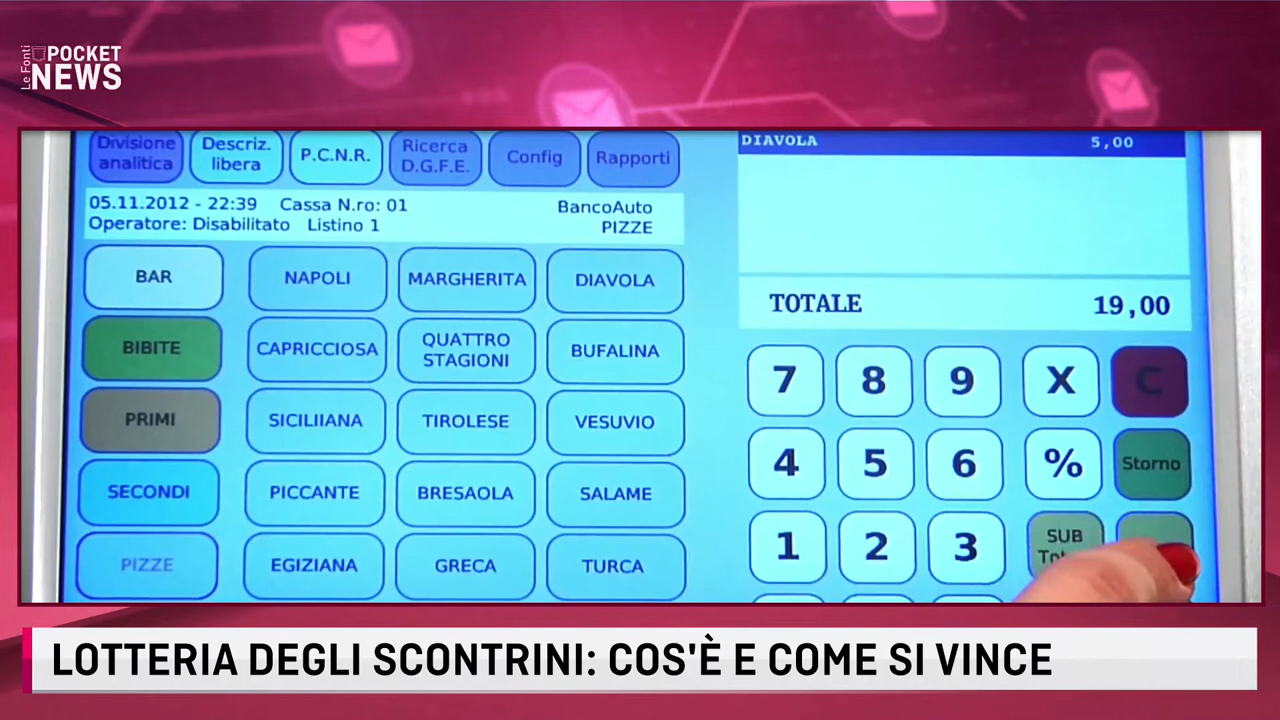 Le Fonti
POCKET
NEWS
Divisione
analitica
Descriz.
libera
P.C.N.R.
Ricerca
D.G.F.E.
Config
Rapporti
05.11.2012 - 22:39 Cassa N.ro: 01 BancoAuto
Operatore: Disabilitato Listino 1 PIZZE
BAR
NAPOLI
MARGHERITA
DIAVOLA
BIBITE
CAPRICCIOSA
QUATTRO
STAGIONI
BUFALINA
PRIMI
SICILIIANA
TIROLESE
VESUVIO
SECONDI
PICCANTE
BRESAOLA
SALAME
PIZZE
EGIZIANA
GRECA
TURCA
DIAVOLA 5,00
TOTALE 19,00
7 8 9 X C
4 5 6 % Storno
1 2 3 SUB
LOTTERIA DEGLI SCONTRINI: COS'È E COME SI VINCE